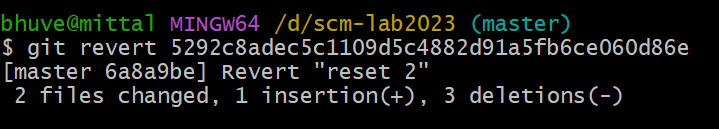 bhuve@mittal MINGW64 /d/scm-lab2023 (master)
$ git revert 5292c8adec5c1109d5c4882d91a5fb6ce060d86e
[master 6a8a9be] Revert "reset 2"
 2 files changed, 1 insertion(+), 3 deletions(-)